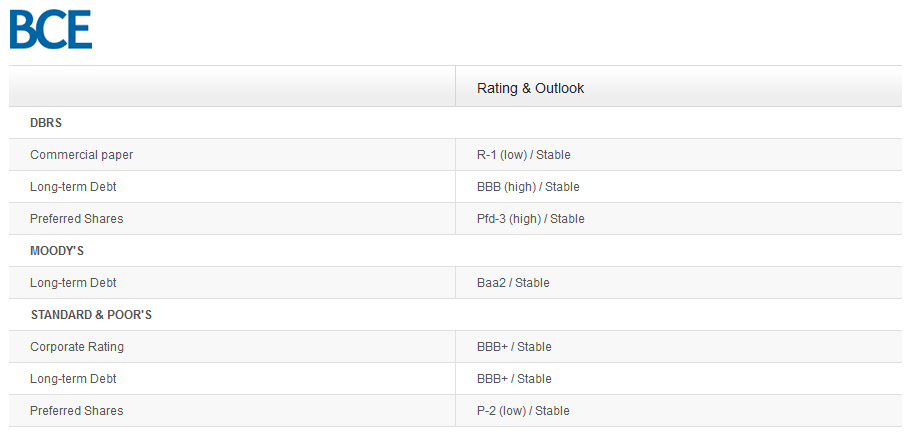 BCE
Rating & Outlook
DBRS
Commercial paper R-1 (low) / Stable
Long-term Debt BBB (high) / Stable
Preferred Shares Pfd-3 (high) / Stable
MOODY'S
Long-term Debt Baa2 / Stable
STANDARD & POOR'S
Corporate Rating BBB+ / Stable
Long-term Debt BBB+ / Stable
Preferred Shares P-2 (low) / Stable